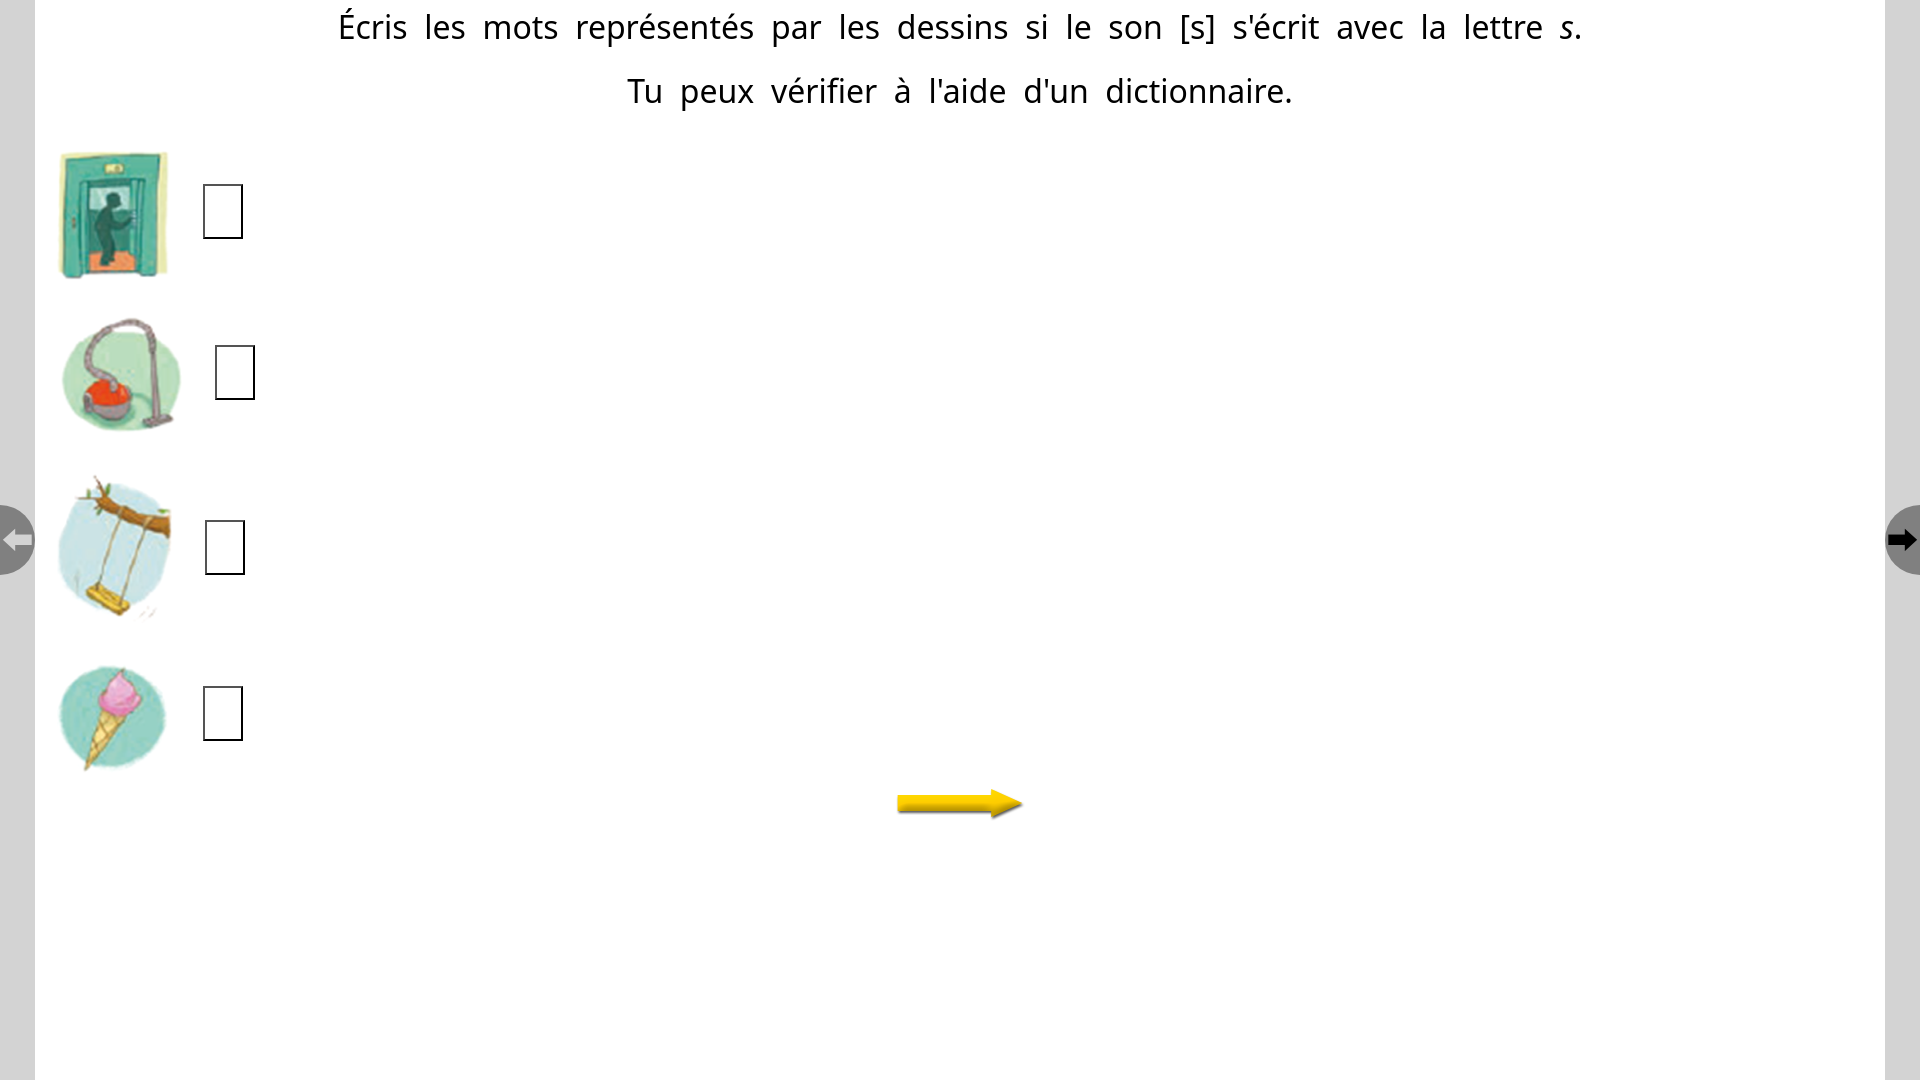 Écris les mots représentés par les dessins si le son [s] s'écrit avec la lettre s.
Tu peux vérifier à l'aide d'un dictionnaire.